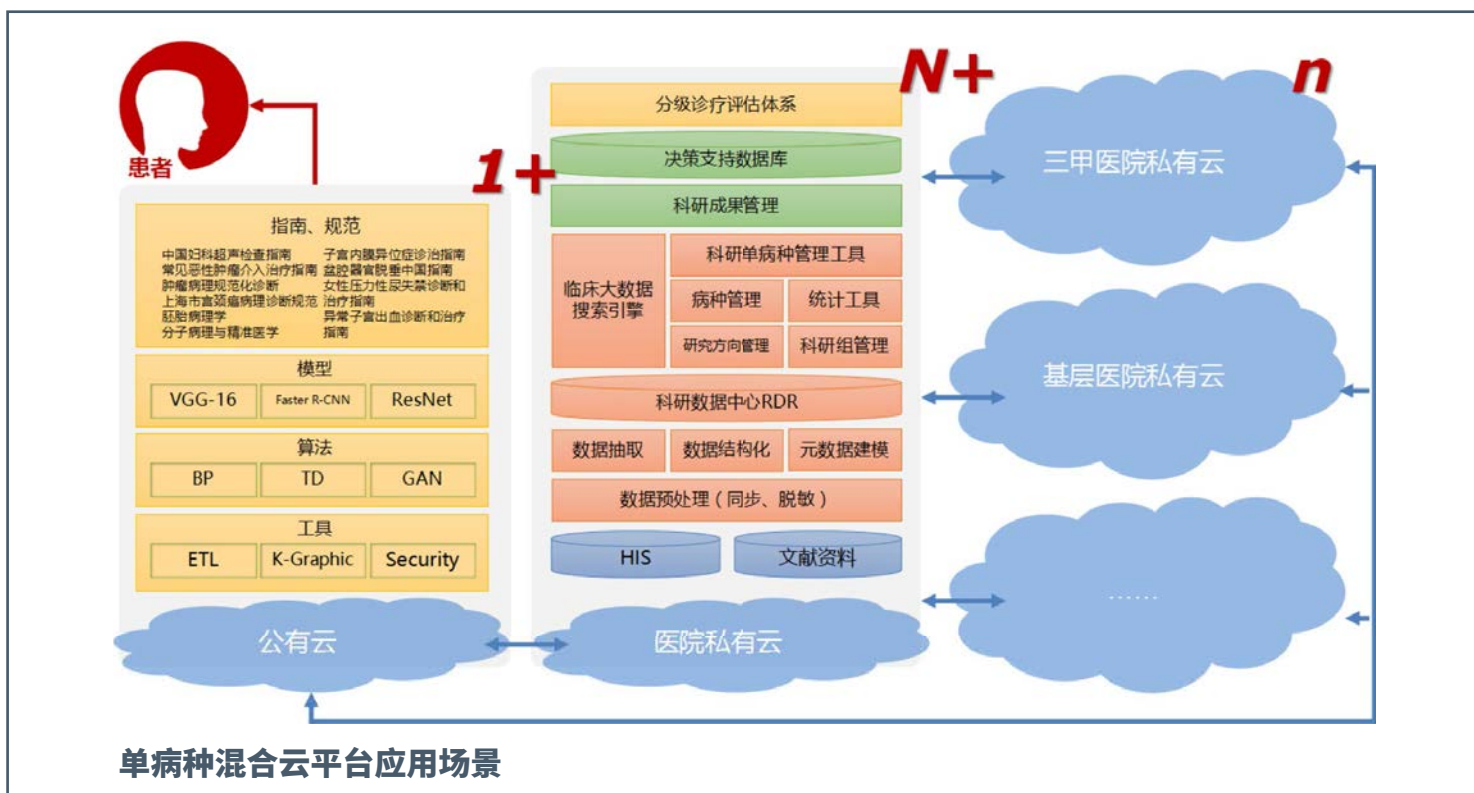 患者
1+
N+
n
指南、规范
中国妇科超声检查指南
常见恶性肿瘤介入治疗指南
肿瘤病理规范化诊断
上海市宫颈癌病理诊断规范
胚胎病理学
分子病理与精准医学
子宫内膜异位症诊治指南
盆腔器官脱垂中国指南
女性压力性尿失禁诊断和
治疗指南
异常子宫出血诊断和治疗
指南
模型
VGG-16
Faster R-CNN
ResNet
算法
BP
TD
GAN
工具
ETL
K-Graphic
Security
公有云
分级诊疗评估体系
决策支持数据库
科研成果管理
临床大数据
搜索引擎
科研单病种管理工具
病种管理
统计工具
研究方向管理
科研组管理
科研数据中心RDR
数据抽取
数据结构化
元数据建模
数据预处理（同步、脱敏）
HIS
文献资料
医院私有云
三甲医院私有云
基层医院私有云
......
单病种混合云平台应用场景